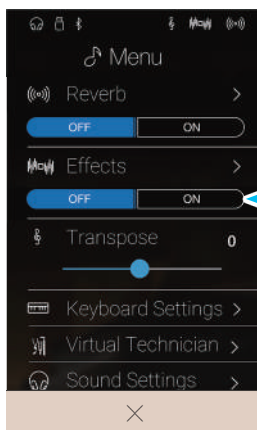 Menu
Reverb
OFF ON
Effects
OFF ON
Transpose 0
Keyboard Settings
Virtual Technician
Sound Settings